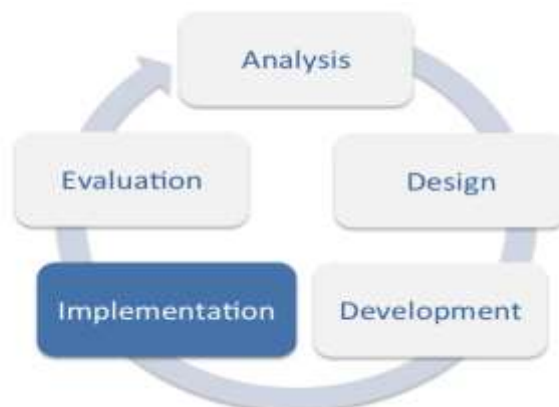 Analysis
Evaluation
Design
Implementation
Development